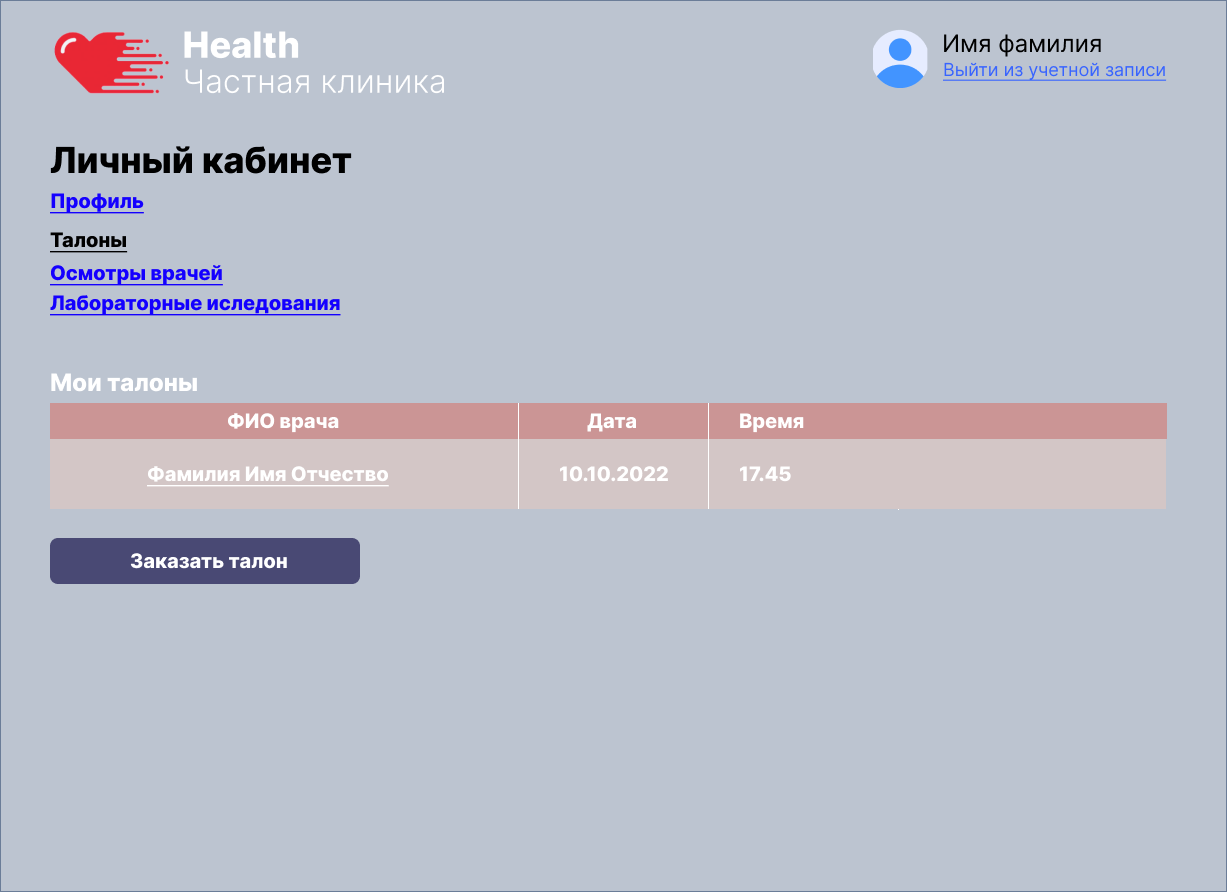 Health
Частная клиника
Имя фамилия
Выйти из учетной записи
Личный кабинет
Профиль
Талоны
Осмотры врачей
Лабораторные иследования
Мои талоны
ФИО врача Дата Время
Фамилия Имя Отчество 10.10.2022 17.45
Заказать талон